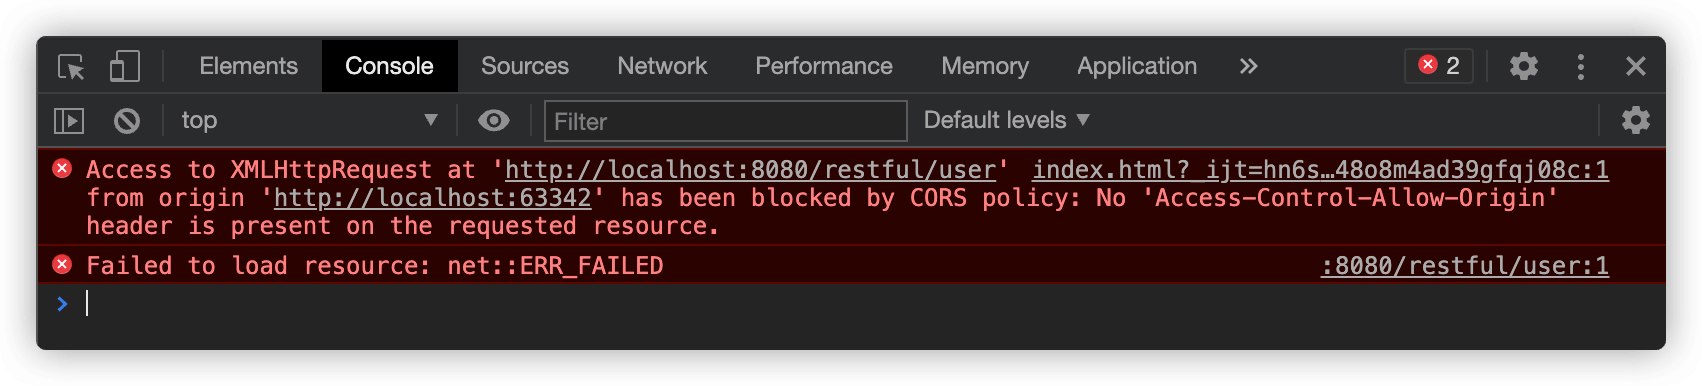 Elements Console Sources Network Performance Memory Application » 2
top ▼ Filter Default levels ▼
Access to XMLHttpRequest at 'http://localhost:8080/restful/user' index.html?_ijt=hn6s…48o8m4ad39gfqj08c:1
from origin 'http://localhost:63342' has been blocked by CORS policy: No 'Access-Control-Allow-Origin'
header is present on the requested resource.
Failed to load resource: net::ERR_FAILED :8080/restful/user:1